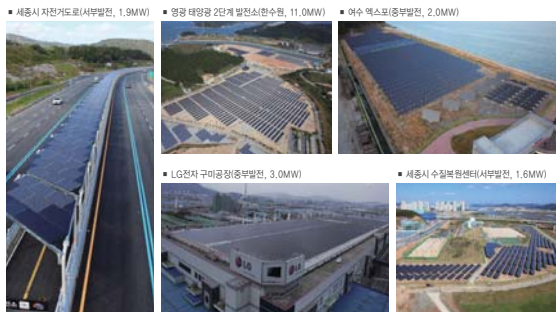 ▪ 세종시 자전거도로(서부발전, 1.9MW)
▪ 영광 태양광 2단계 발전소(한수원, 11.0MW)
▪ 여수 엑스포(중부발전, 2.0MW)
▪ LG전자 구미공장(중부발전, 3.0MW)
▪ 세종시 수질복원센터(서부발전, 1.6MW)
LG
LG